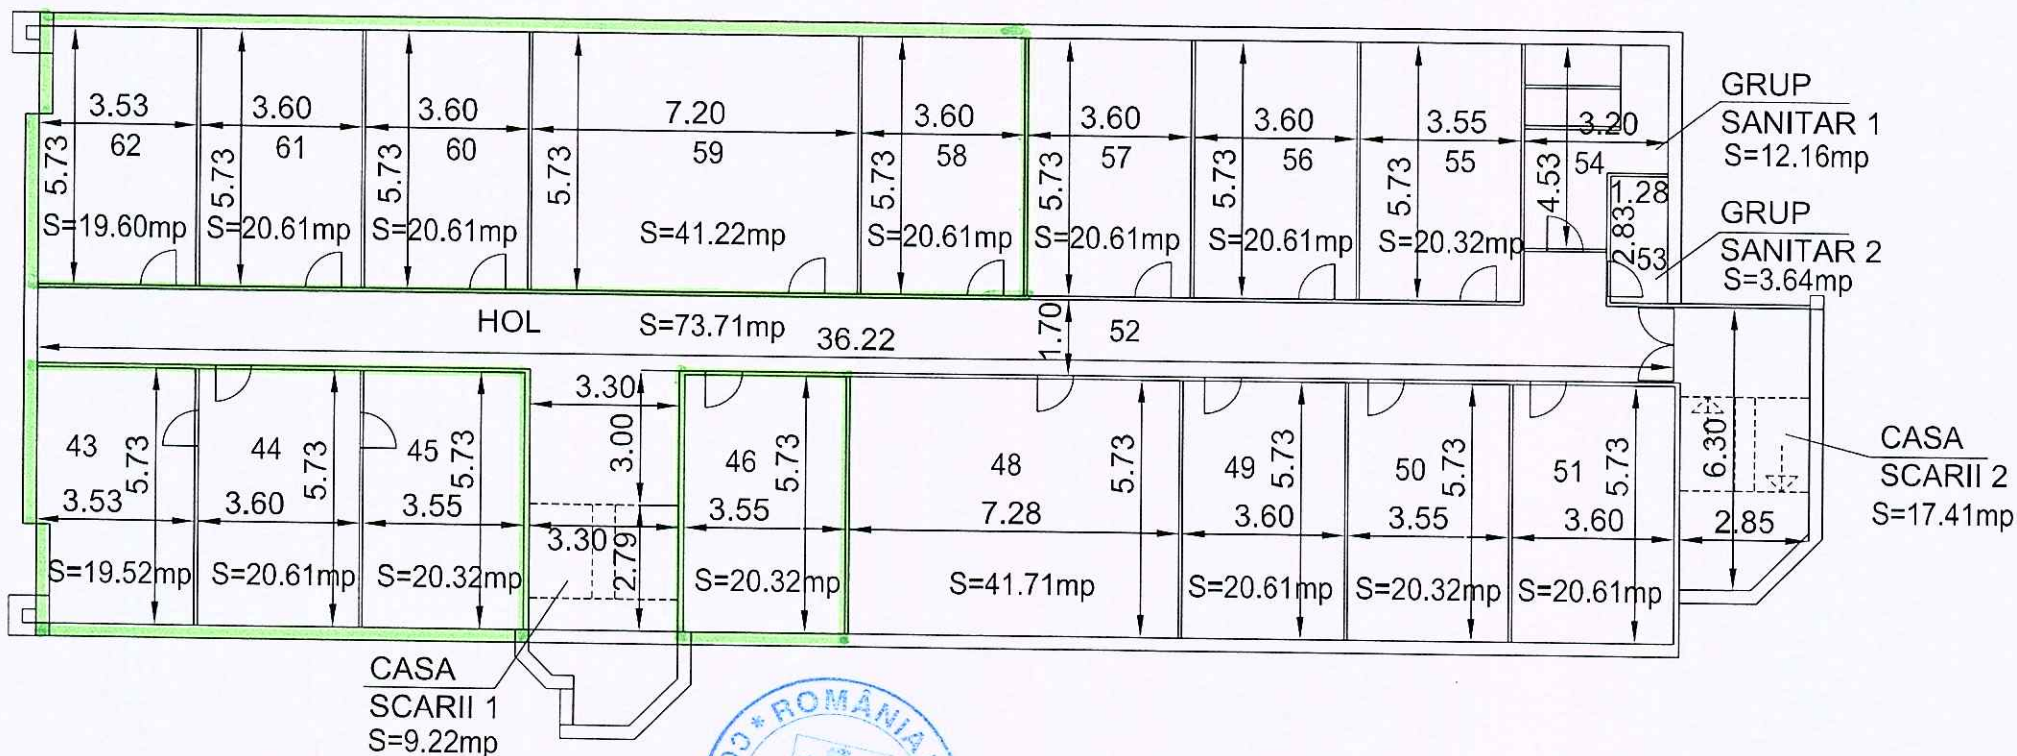 3.53
62
5.73
S=19.60mp
3.60
61
5.73
S=20.61mp
3.60
60
5.73
S=20.61mp
7.20
59
5.73
S=41.22mp
3.60
58
5.73
S=20.61mp
3.60
57
5.73
S=20.61mp
3.60
56
5.73
S=20.61mp
3.55
55
5.73
S=20.32mp
3.20
54
4.53
1.28
2.83
53
GRUP
SANITAR 1
S=12.16mp
GRUP
SANITAR 2
S=3.64mp
HOL
S=73.71mp
36.22
1.70
52
43
5.73
3.53
S=19.52mp
44
5.73
3.60
S=20.61mp
45
5.73
3.55
S=20.32mp
3.30
3.00
3.30
2.79
46
5.73
3.55
S=20.32mp
48
5.73
7.28
S=41.71mp
49
5.73
3.60
S=20.61mp
50
5.73
3.55
S=20.32mp
51
5.73
3.60
S=20.61mp
6.30
2.85
CASA
SCARII 2
S=17.41mp
CASA
SCARII 1
S=9.22mp
* ROMÂNIA